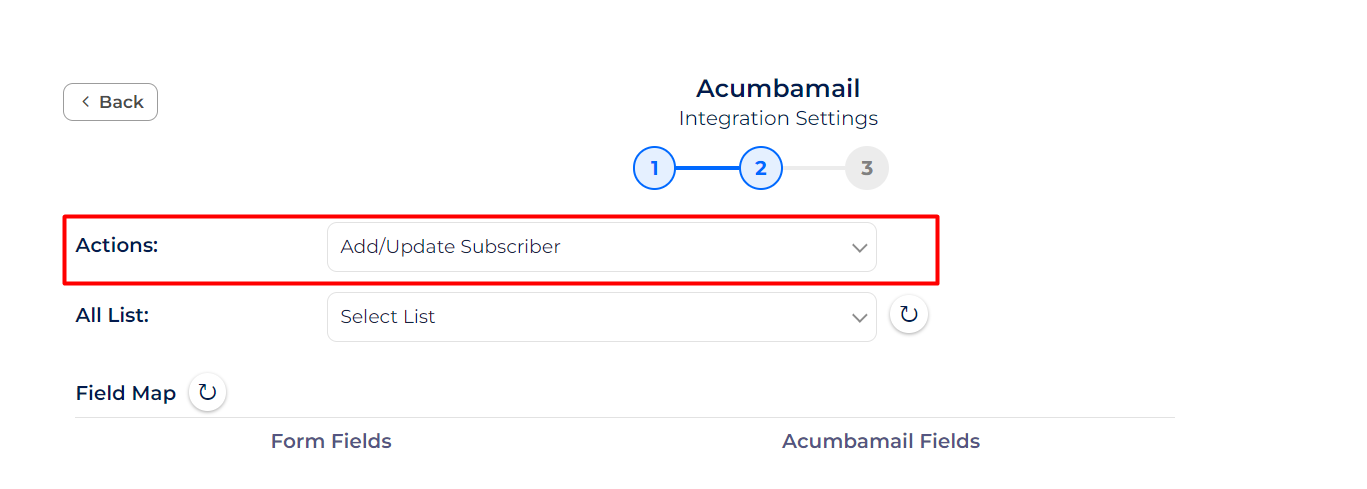 Back
Acumbamail
Integration Settings
1 2 3
Actions: Add/Update Subscriber
All List: Select List
Field Map
Form Fields Acumbamail Fields